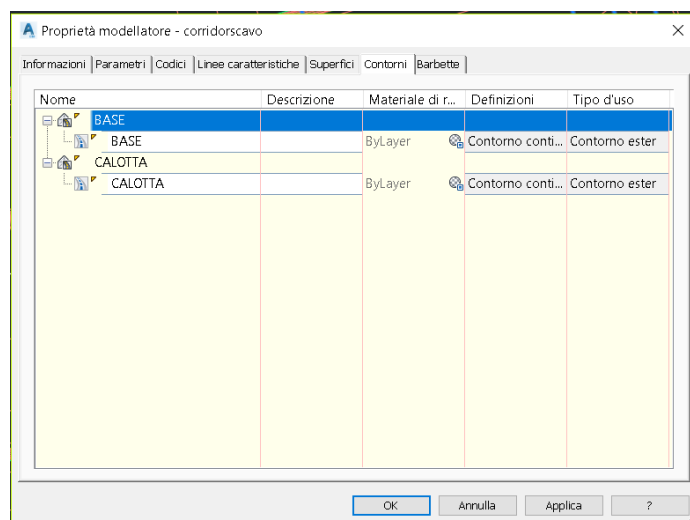 Proprietà modellatore - corridorscavo
Informazioni Parametri Codici Linee caratteristiche Superfici Contorni Barbette
Nome Descrizione Materiale di r... Definizioni Tipo d'uso
BASE
BASE ByLayer Contorno conti... Contorno ester
CALOTTA
CALOTTA ByLayer Contorno conti... Contorno ester
OK Annulla Applica ?